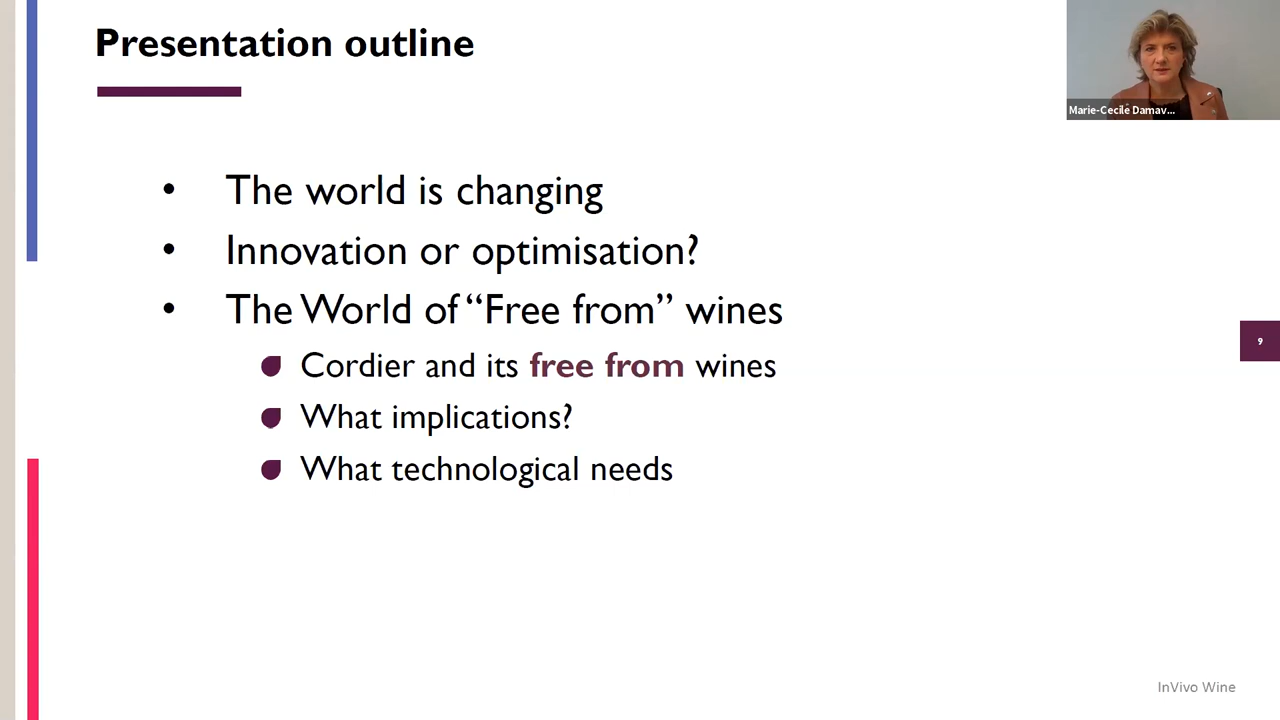 Presentation outline
Marie-Cecile Damav...
• The world is changing
• Innovation or optimisation?
• The World of “Free from” wines
Cordier and its free from wines
What implications?
What technological needs
9
InVivo Wine